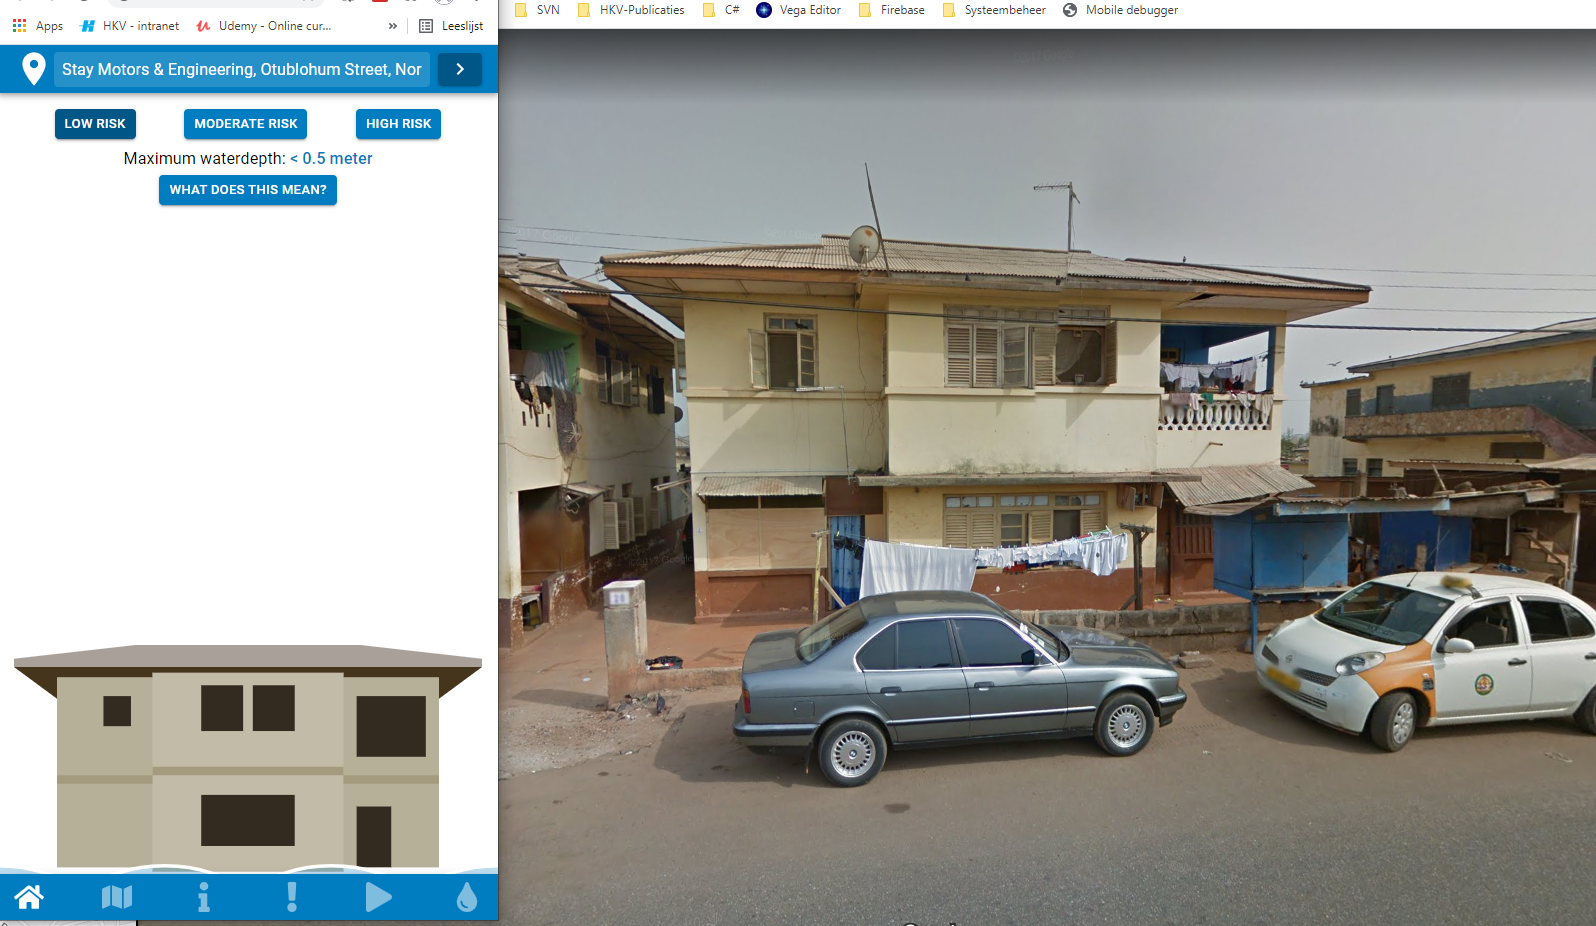 SVN HKV-Publicaties C# Vega Editor Firebase Systeembeheer Mobile debugger
Apps HKV - intranet Udemy - Online cur... » Leeslijst
Stay Motors & Engineering, Otublohum Street, Nor
LOW RISK MODERATE RISK HIGH RISK
Maximum waterdepth: < 0.5 meter
WHAT DOES THIS MEAN?